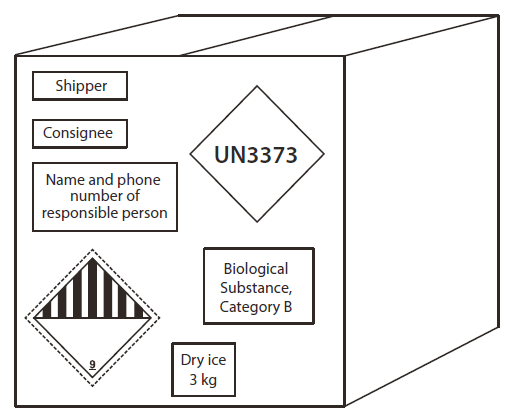 Shipper
Consignee
UN3373
Name and phone
number of
responsible person
Biological
Substance,
Category B
9
Dry ice
3 kg